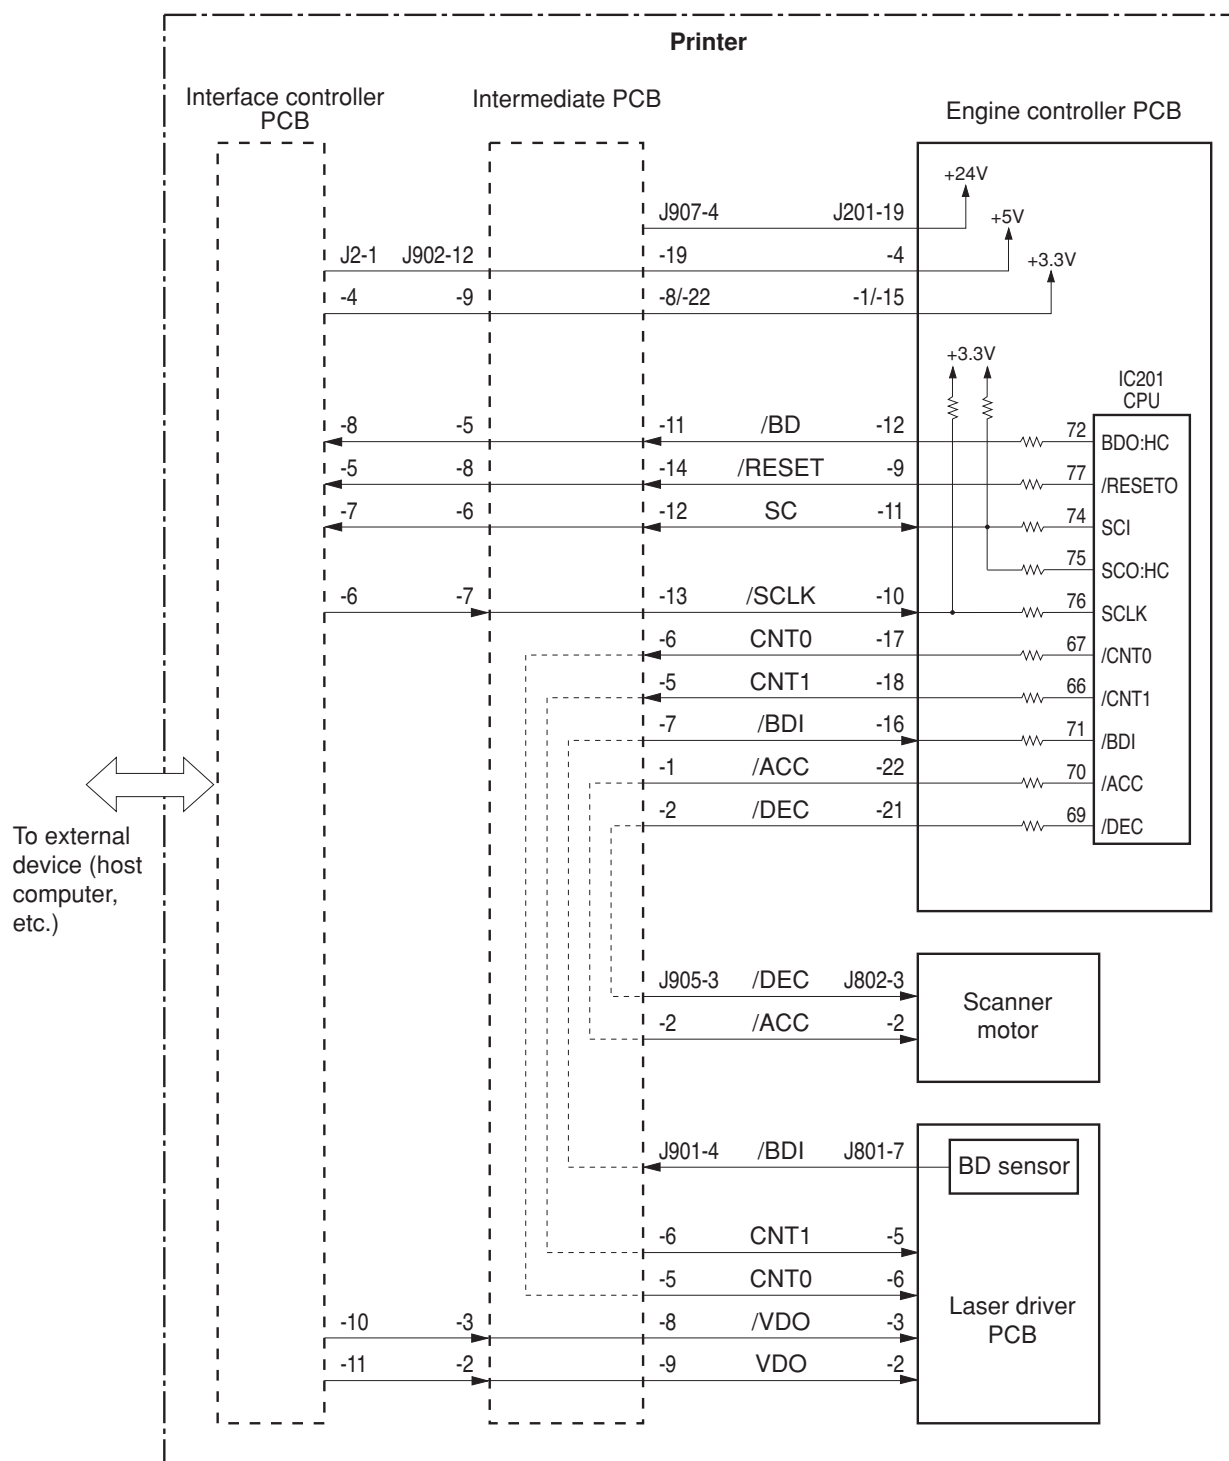 Printer
Interface controller
PCB
Intermediate PCB
Engine controller PCB
+24V
J907-4 J201-19
+5V
J2-1 J902-12 -19 -4
+3.3V
-4 -9 -8/-22 -1/-15
+3.3V
IC201
CPU
-8 -5 -11 /BD -12 72 BDO:HC
-5 -8 -14 /RESET -9 77 /RESETO
-7 -6 -12 SC -11 74 SCI
75 SCO:HC
-6 -7 -13 /SCLK -10 76 SCLK
-6 CNT0 -17 67 /CNT0
-5 CNT1 -18 66 /CNT1
-7 /BDI -16 71 /BDI
-1 /ACC -22 70 /ACC
-2 /DEC -21 69 /DEC
To external
device (host
computer,
etc.)
J905-3 /DEC J802-3
-2 /ACC -2
Scanner
motor
J901-4 /BDI J801-7 BD sensor
-6 CNT1 -5
-5 CNT0 -6
Laser driver
PCB
-10 -3 -8 /VDO -3
-11 -2 -9 VDO -2